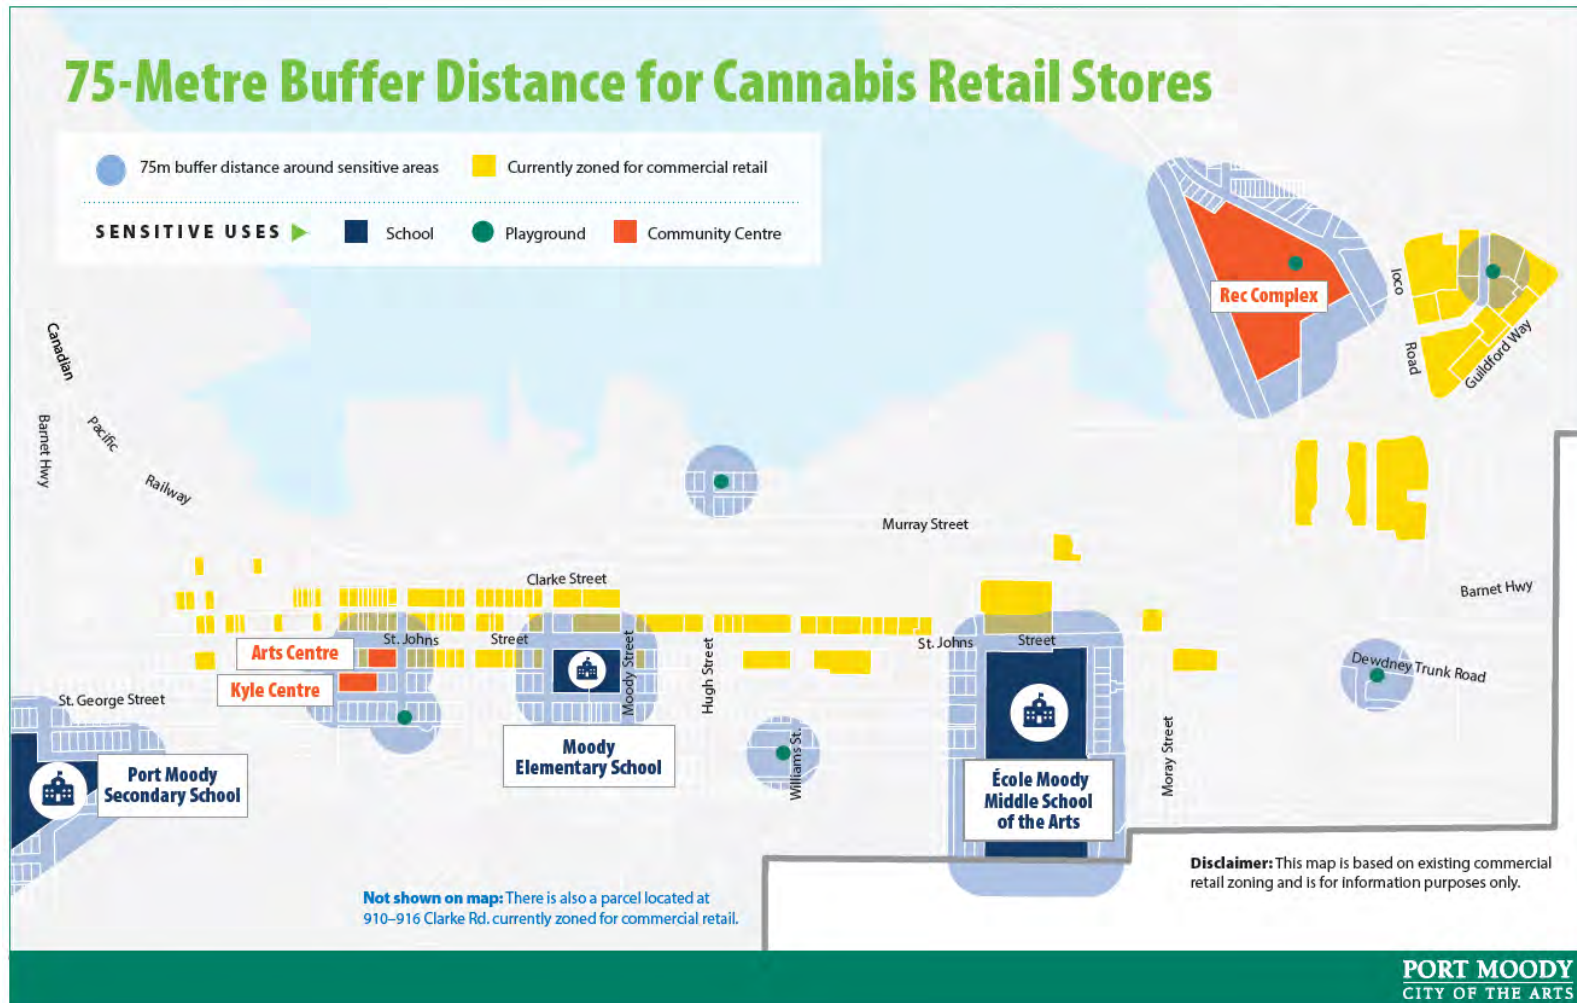 75-Metre Buffer Distance for Cannabis Retail Stores
75m buffer distance around sensitive areas
Currently zoned for commercial retail
SENSITIVE USES
School
Playground
Community Centre
Rec Complex
Ioco
Road
Guildford Way
Canadian
Pacific
Railway
Barnet Hwy
Murray Street
Clarke Street
Barnet Hwy
St. Johns
Street
St. Johns
Street
Arts Centre
Kyle Centre
Moody Street
Hugh Street
Dewdney Trunk Road
St. George Street
Williams St.
Moray Street
Port Moody
Secondary School
Moody
Elementary School
École Moody
Middle School
of the Arts
Not shown on map: There is also a parcel located at
910–916 Clarke Rd. currently zoned for commercial retail.
Disclaimer: This map is based on existing commercial
retail zoning and is for information purposes only.
PORT MOODY
CITY OF THE ARTS